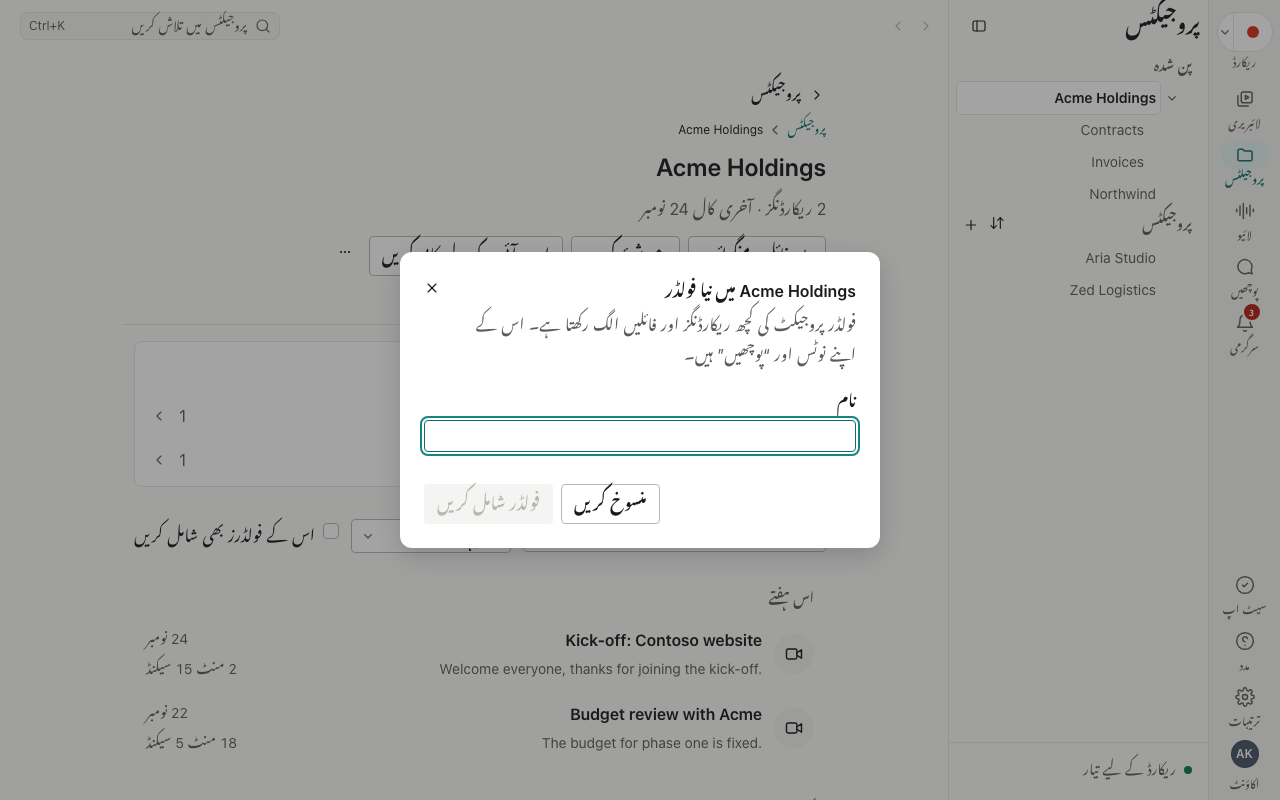 ریکارڈ
لائبریری
پروجیکٹس
لائیو
پوچھیں
3
سرگرمی
سیٹ اپ
مدد
ترتیبات
AK
اکاؤنٹ
پروجیکٹس
پن شدہ
Acme Holdings
Contracts
Invoices
Northwind
پروجیکٹس
Aria Studio
Zed Logistics
ریکارڈ کے لیے تیار
پروجیکٹس میں تلاش کریں
Ctrl+K
پروجیکٹس
پروجیکٹس
Acme Holdings
Acme Holdings
2 ریکارڈنگز · آخری کال 24 نومبر
Acme Holdings میں نیا فولڈر
فولڈر پروجیکٹ کی کچھ ریکارڈنگز اور فائلیں الگ رکھتا ہے۔ اس کے
اپنے نوٹس اور "پوچھیں" ہیں۔
نام
منسوخ کریں
فولڈر شامل کریں
1
1
اس کے فولڈرز بھی شامل کریں
اس ہفتے
Kick-off: Contoso website
24 نومبر
Welcome everyone, thanks for joining the kick-off.
2 منٹ 15 سیکنڈ
Budget review with Acme
22 نومبر
The budget for phase one is fixed.
18 منٹ 5 سیکنڈ